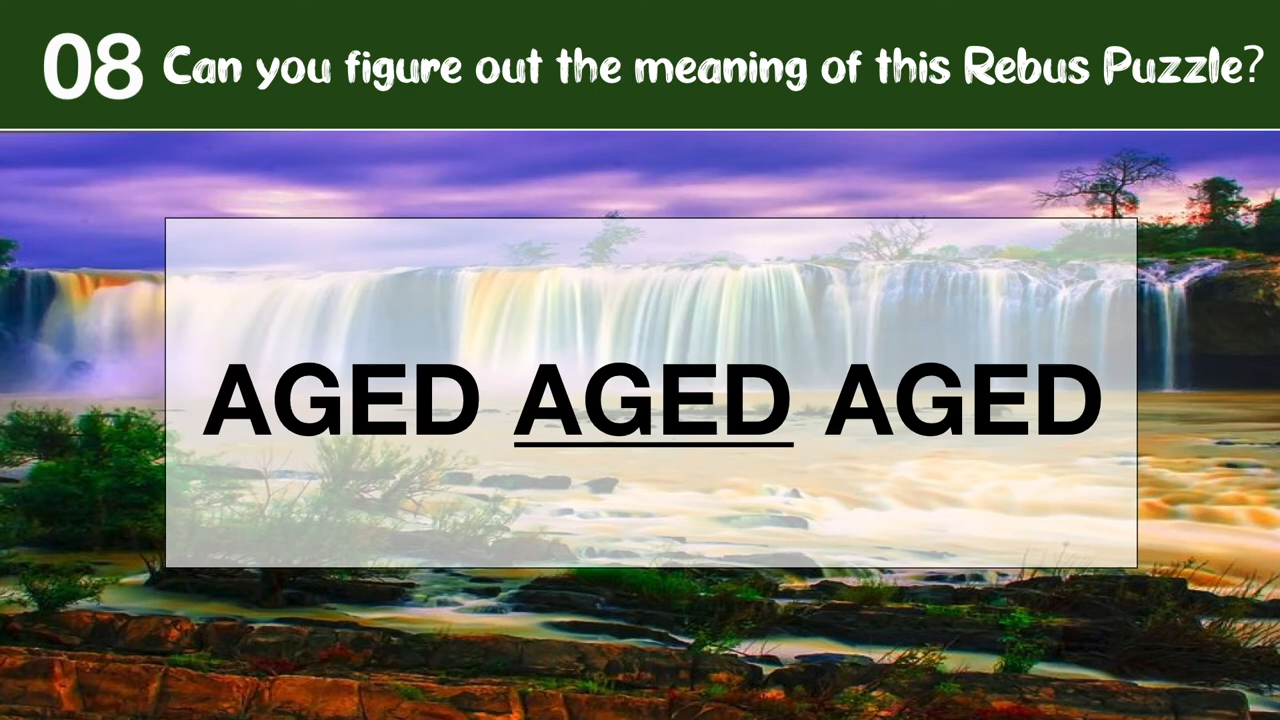 08 Can you figure out the meaning of this Rebus Puzzle?
AGED AGED AGED